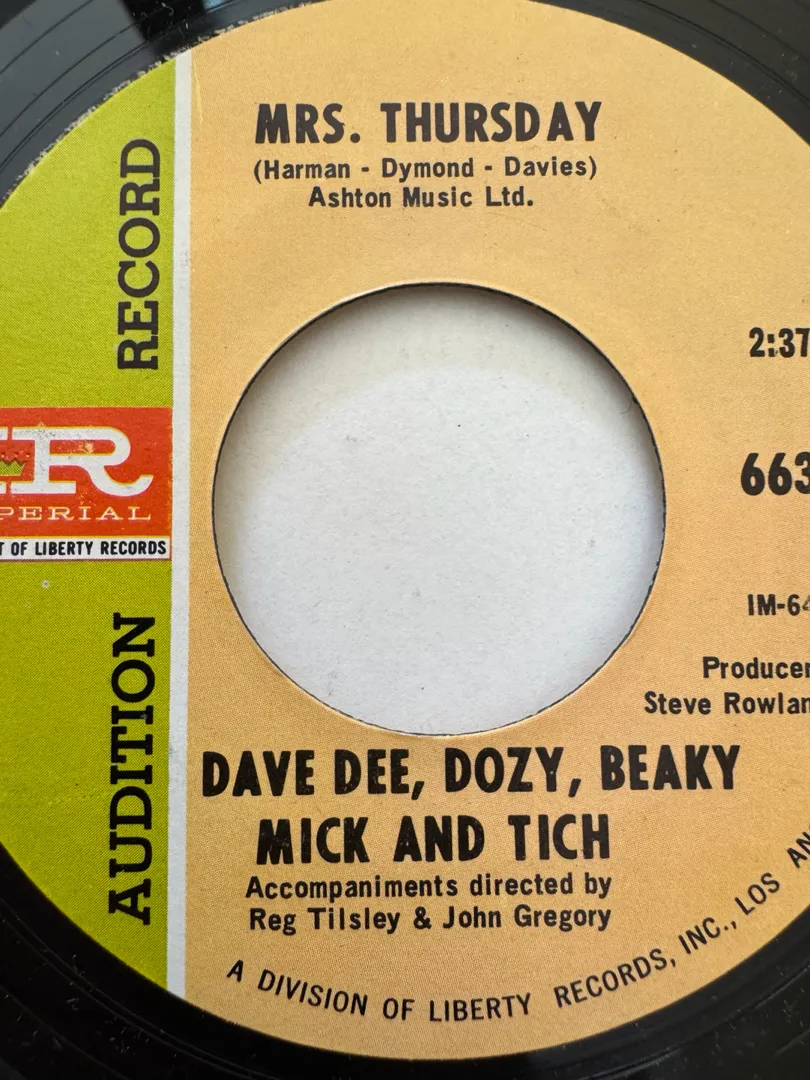 MRS. THURSDAY
(Harman - Dymond - Davies)
Ashton Music Ltd.
RECORD
2:37
663
IR
PERIAL
T OF LIBERTY RECORDS
IM-64
Producer
Steve Rowlan
AUDITION
DAVE DEE, DOZY, BEAKY
MICK AND TICH
Accompaniments directed by
Reg Tilsley & John Gregory
A DIVISION OF LIBERTY RECORDS, INC., LOS AN